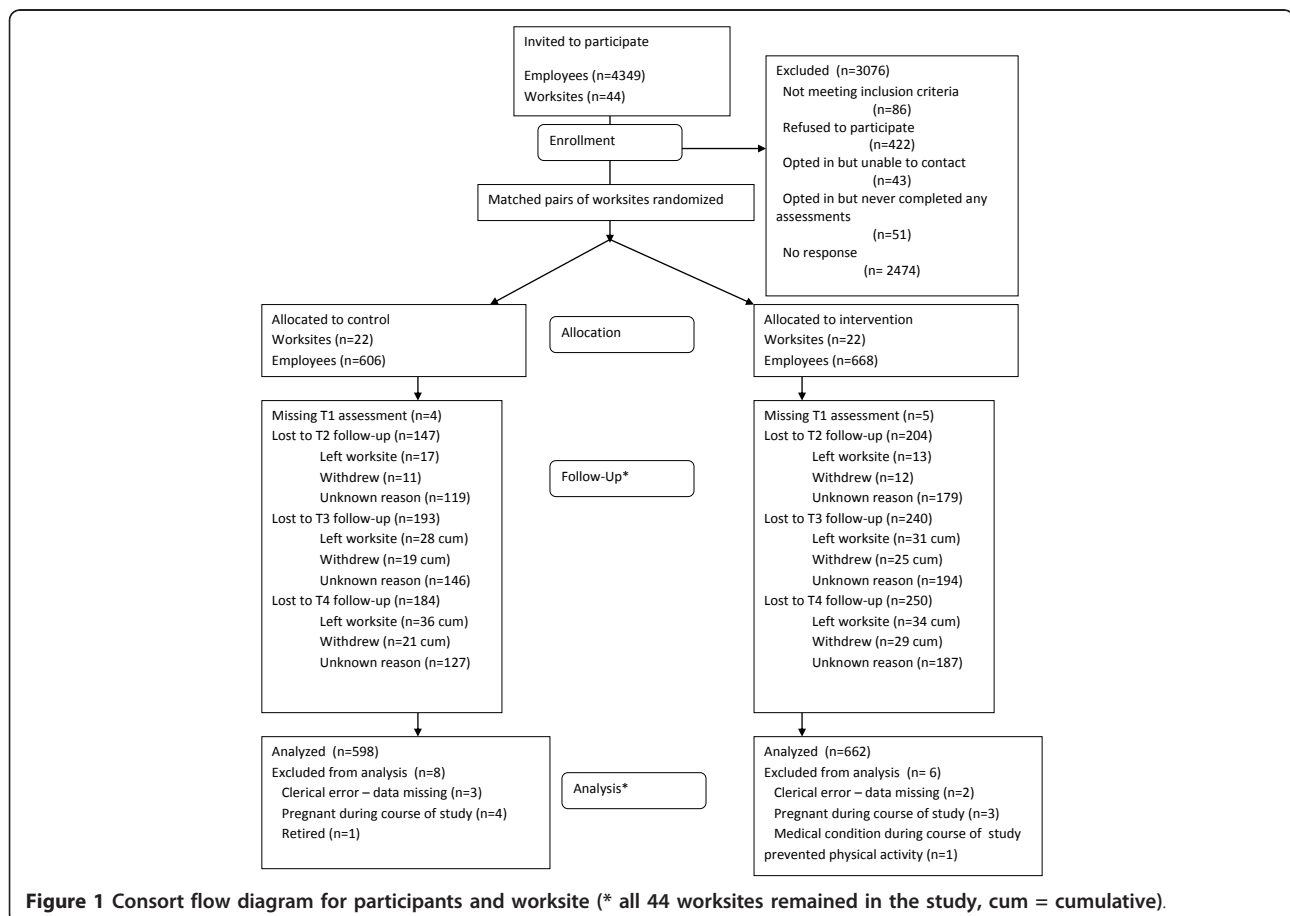 Invited to participate
Employees (n=4349)
Worksites (n=44)
Excluded (n=3076)
Not meeting inclusion criteria
(n=86)
Refused to participate
(n=422)
Opted in but unable to contact
(n=43)
Opted in but never completed any
assessments
(n=51)
No response
(n= 2474)
Enrollment
Matched pairs of worksites randomized
Allocated to control
Worksites (n=22)
Employees (n=606)
Allocation
Allocated to intervention
Worksites (n=22)
Employees (n=668)
Missing T1 assessment (n=4)
Lost to T2 follow-up (n=147)
Left worksite (n=17)
Withdrew (n=11)
Unknown reason (n=119)
Lost to T3 follow-up (n=193)
Left worksite (n=28 cum)
Withdrew (n=19 cum)
Unknown reason (n=146)
Lost to T4 follow-up (n=184)
Left worksite (n=36 cum)
Withdrew (n=21 cum)
Unknown reason (n=127)
Follow-Up*
Missing T1 assessment (n=5)
Lost to T2 follow-up (n=204)
Left worksite (n=13)
Withdrew (n=12)
Unknown reason (n=179)
Lost to T3 follow-up (n=240)
Left worksite (n=31 cum)
Withdrew (n=25 cum)
Unknown reason (n=194)
Lost to T4 follow-up (n=250)
Left worksite (n=34 cum)
Withdrew (n=29 cum)
Unknown reason (n=187)
Analyzed (n=598)
Excluded from analysis (n=8)
Clerical error – data missing (n=3)
Pregnant during course of study (n=4)
Retired (n=1)
Analysis*
Analyzed (n=662)
Excluded from analysis (n= 6)
Clerical error – data missing (n=2)
Pregnant during course of study (n=3)
Medical condition during course of study
prevented physical activity (n=1)
Figure 1 Consort flow diagram for participants and worksite (* all 44 worksites remained in the study, cum = cumulative).